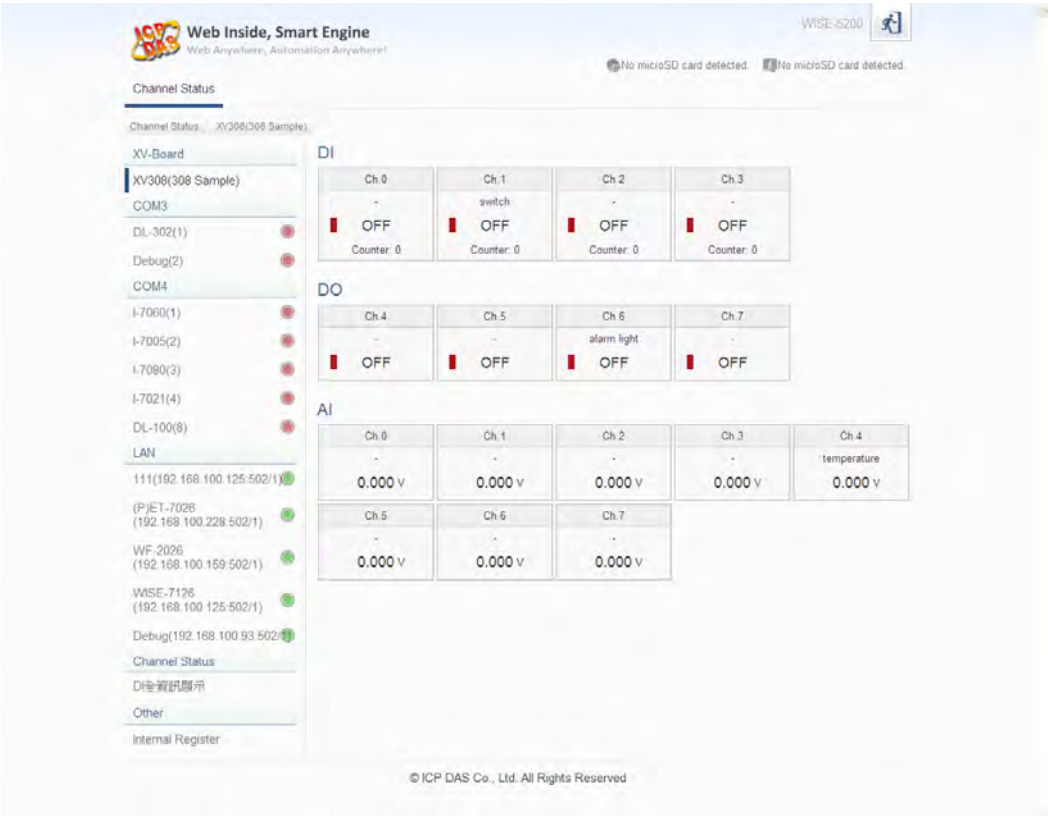 ICP DAS
Web Inside, Smart Engine
Web Anywhere, Automation Anywhere!
WISE-5200
No microSD card detected. No microSD card detected.
Channel Status
Channel Status XV308(308 Sample)
XV-Board
XV308(308 Sample)
COM3
DL-302(1)
Debug(2)
COM4
I-7060(1)
I-7005(2)
I-7080(3)
I-7021(4)
DL-100(8)
LAN
111(192.168.100.125:502/1)
(P)ET-7026
(192.168.100.228:502/1)
WF-2026
(192.168.100.159:502/1)
WISE-7126
(192.168.100.125:502/1)
Debug(192.168.100.93:502/1)
Channel Status
DI全資訊顯示
Other
Internal Register
DI
Ch.0 Ch.1 Ch.2 Ch.3
- switch - -
OFF OFF OFF OFF
Counter: 0 Counter: 0 Counter: 0 Counter: 0
DO
Ch.4 Ch.5 Ch.6 Ch.7
- - alarm light -
OFF OFF OFF OFF
AI
Ch.0 Ch.1 Ch.2 Ch.3 Ch.4
- - - - temperature
0.000 V 0.000 V 0.000 V 0.000 V 0.000 V
Ch.5 Ch.6 Ch.7
- - -
0.000 V 0.000 V 0.000 V
© ICP DAS Co., Ltd. All Rights Reserved